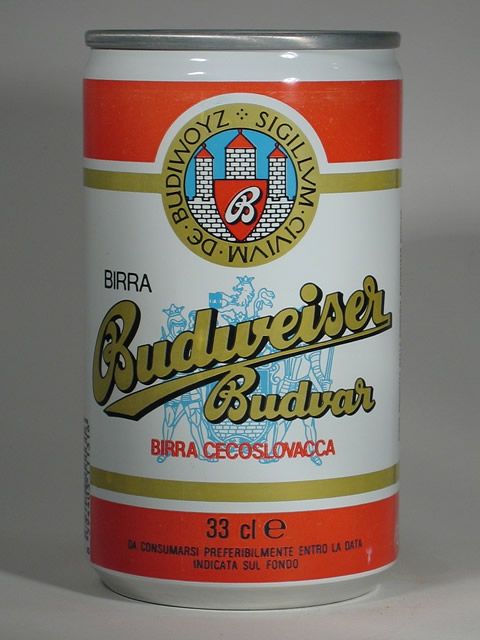 SIGILLVM · CIVIVM · DE · BUDIWOYZ
B
BIRRA
Budweiser
Budvar
BIRRA CECOSLOVACCA
33 cl e
DA CONSUMARSI PREFERIBILMENTE ENTRO LA DATA
INDICATA SUL FONDO